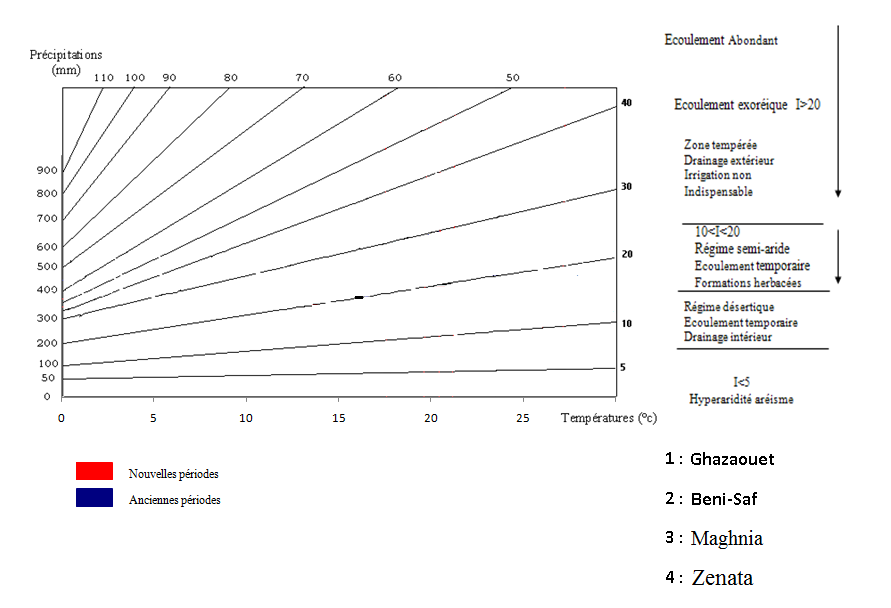 Précipitations
(mm)
110 100 90 80 70 60 50
40
30
20
10
5
900
800
700
600
500
400
300
200
100
50
0
0 5 10 15 20 25 Températures (°c)
Ecoulement Abondant
Ecoulement exoréique I>20
Zone tempérée
Drainage extérieur
Irrigation non
Indispensable
10<I<20
Régime semi-aride
Ecoulement temporaire
Formations herbacées
Régime désertique
Ecoulement temporaire
Drainage intérieur
I<5
Hyperaridité aréisme
Nouvelles périodes
Anciennes périodes
1 : Ghazaouet
2 : Beni-Saf
3 : Maghnia
4 : Zenata